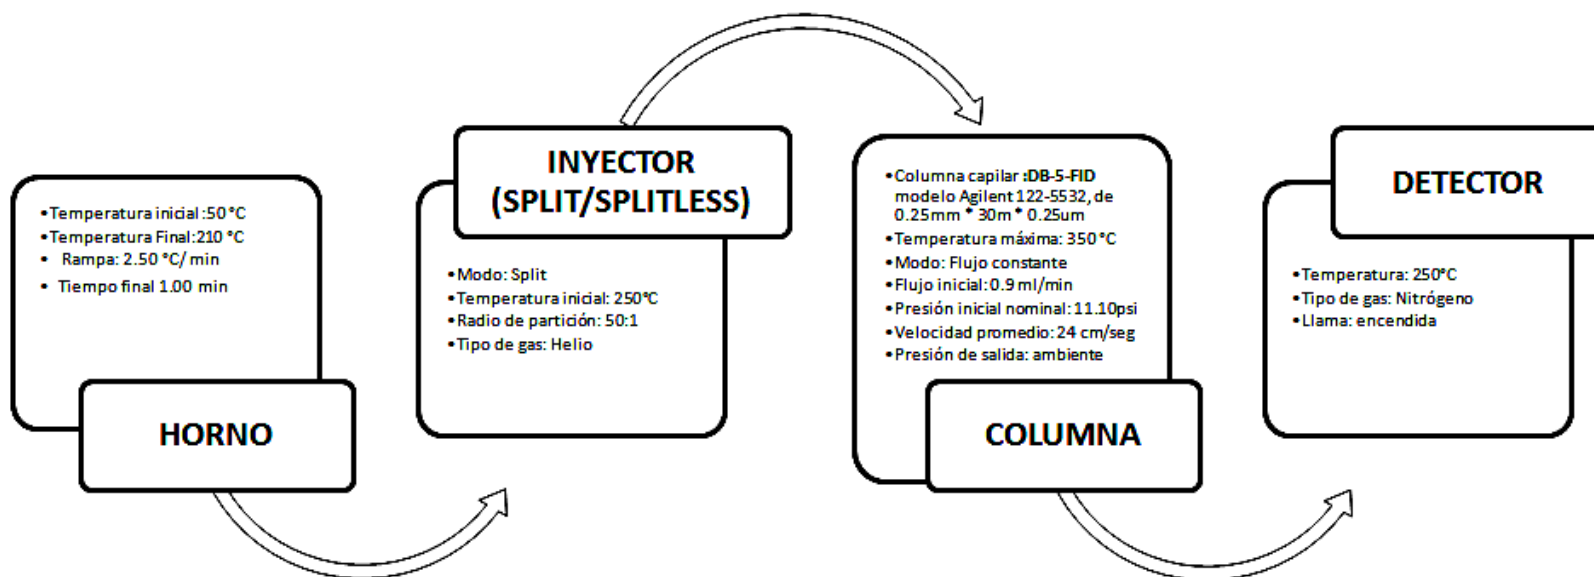 •Temperatura inicial :50 °C
•Temperatura Final:210 °C
• Rampa: 2.50 °C/ min
• Tiempo final 1.00 min
HORNO
INYECTOR
(SPLIT/SPLITLESS)
•Modo: Split
•Temperatura inicial: 250°C
•Radio de partición: 50:1
•Tipo de gas: Helio
•Columna capilar :DB-5-FID
modelo Agilent 122-5532, de
0.25mm * 30m* 0.25um
•Temperatura máxima: 350 °C
•Modo: Flujo constante
•Flujo inicial: 0.9 ml/min
•Presión inicial nominal: 11.10psi
•Velocidad promedio: 24 cm/seg
•Presión de salida: ambiente
COLUMNA
DETECTOR
•Temperatura: 250°C
•Tipo de gas: Nitrógeno
•Llama: encendida